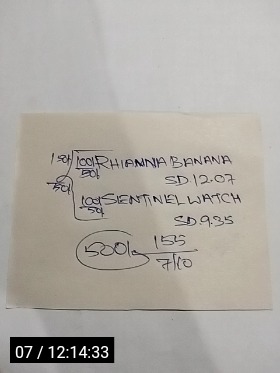 100/- RHIANNA BANANA
50/-
SD.12.07
100/- SENTINEL WATCH
50/-
SD.9.35
500/-
155
7/10
07 / 12:14:33